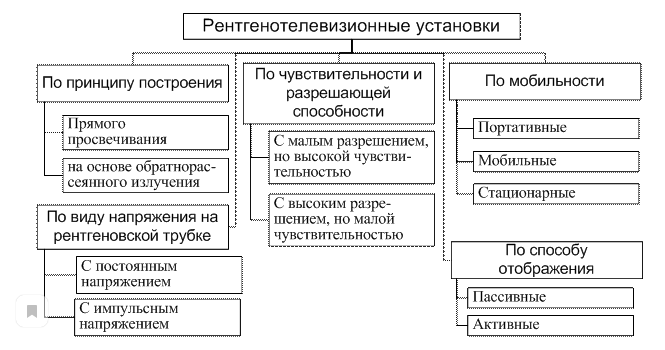 Рентгенотелевизионные установки
По принципу построения
Прямого
просвечивания
на основе обратнорас-
сеянного излучения
По виду напряжения на
рентгеновской трубке
С постоянным
напряжением
С импульсным
напряжением
По чувствительности и
разрешающей
способности
С малым разрешением,
но высокой чувстви-
тельностью
С высоким разре-
шением, но малой
чувствительностью
По мобильности
Портативные
Мобильные
Стационарные
По способу
отображения
Пассивные
Активные